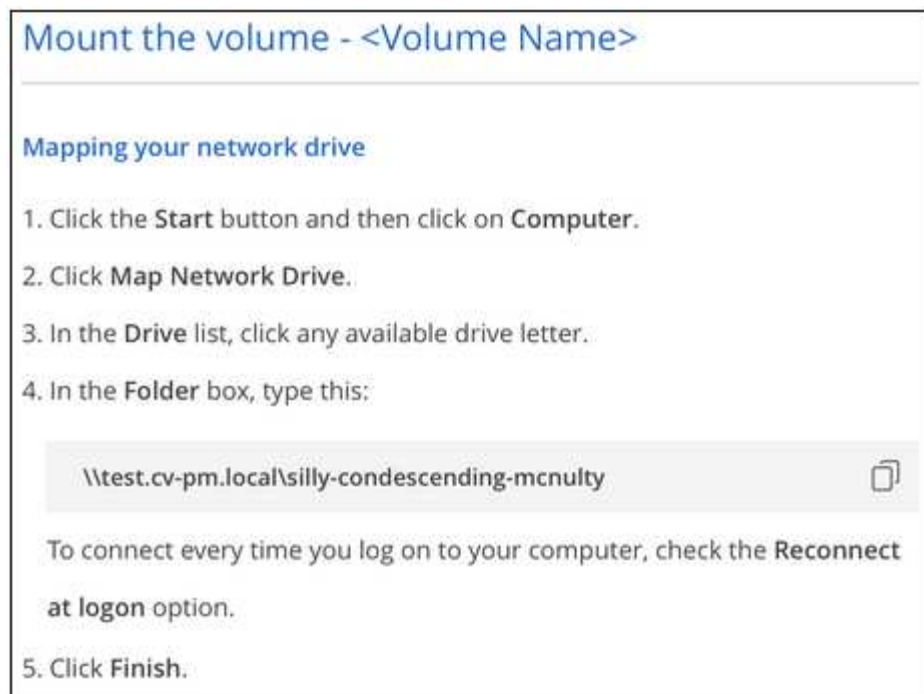 Mount the volume - <Volume Name>
Mapping your network drive
1. Click the Start button and then click on Computer.
2. Click Map Network Drive.
3. In the Drive list, click any available drive letter.
4. In the Folder box, type this:
\\test.cv-pm.local\silly-condescending-mcnulty
To connect every time you log on to your computer, check the Reconnect
at logon option.
5. Click Finish.